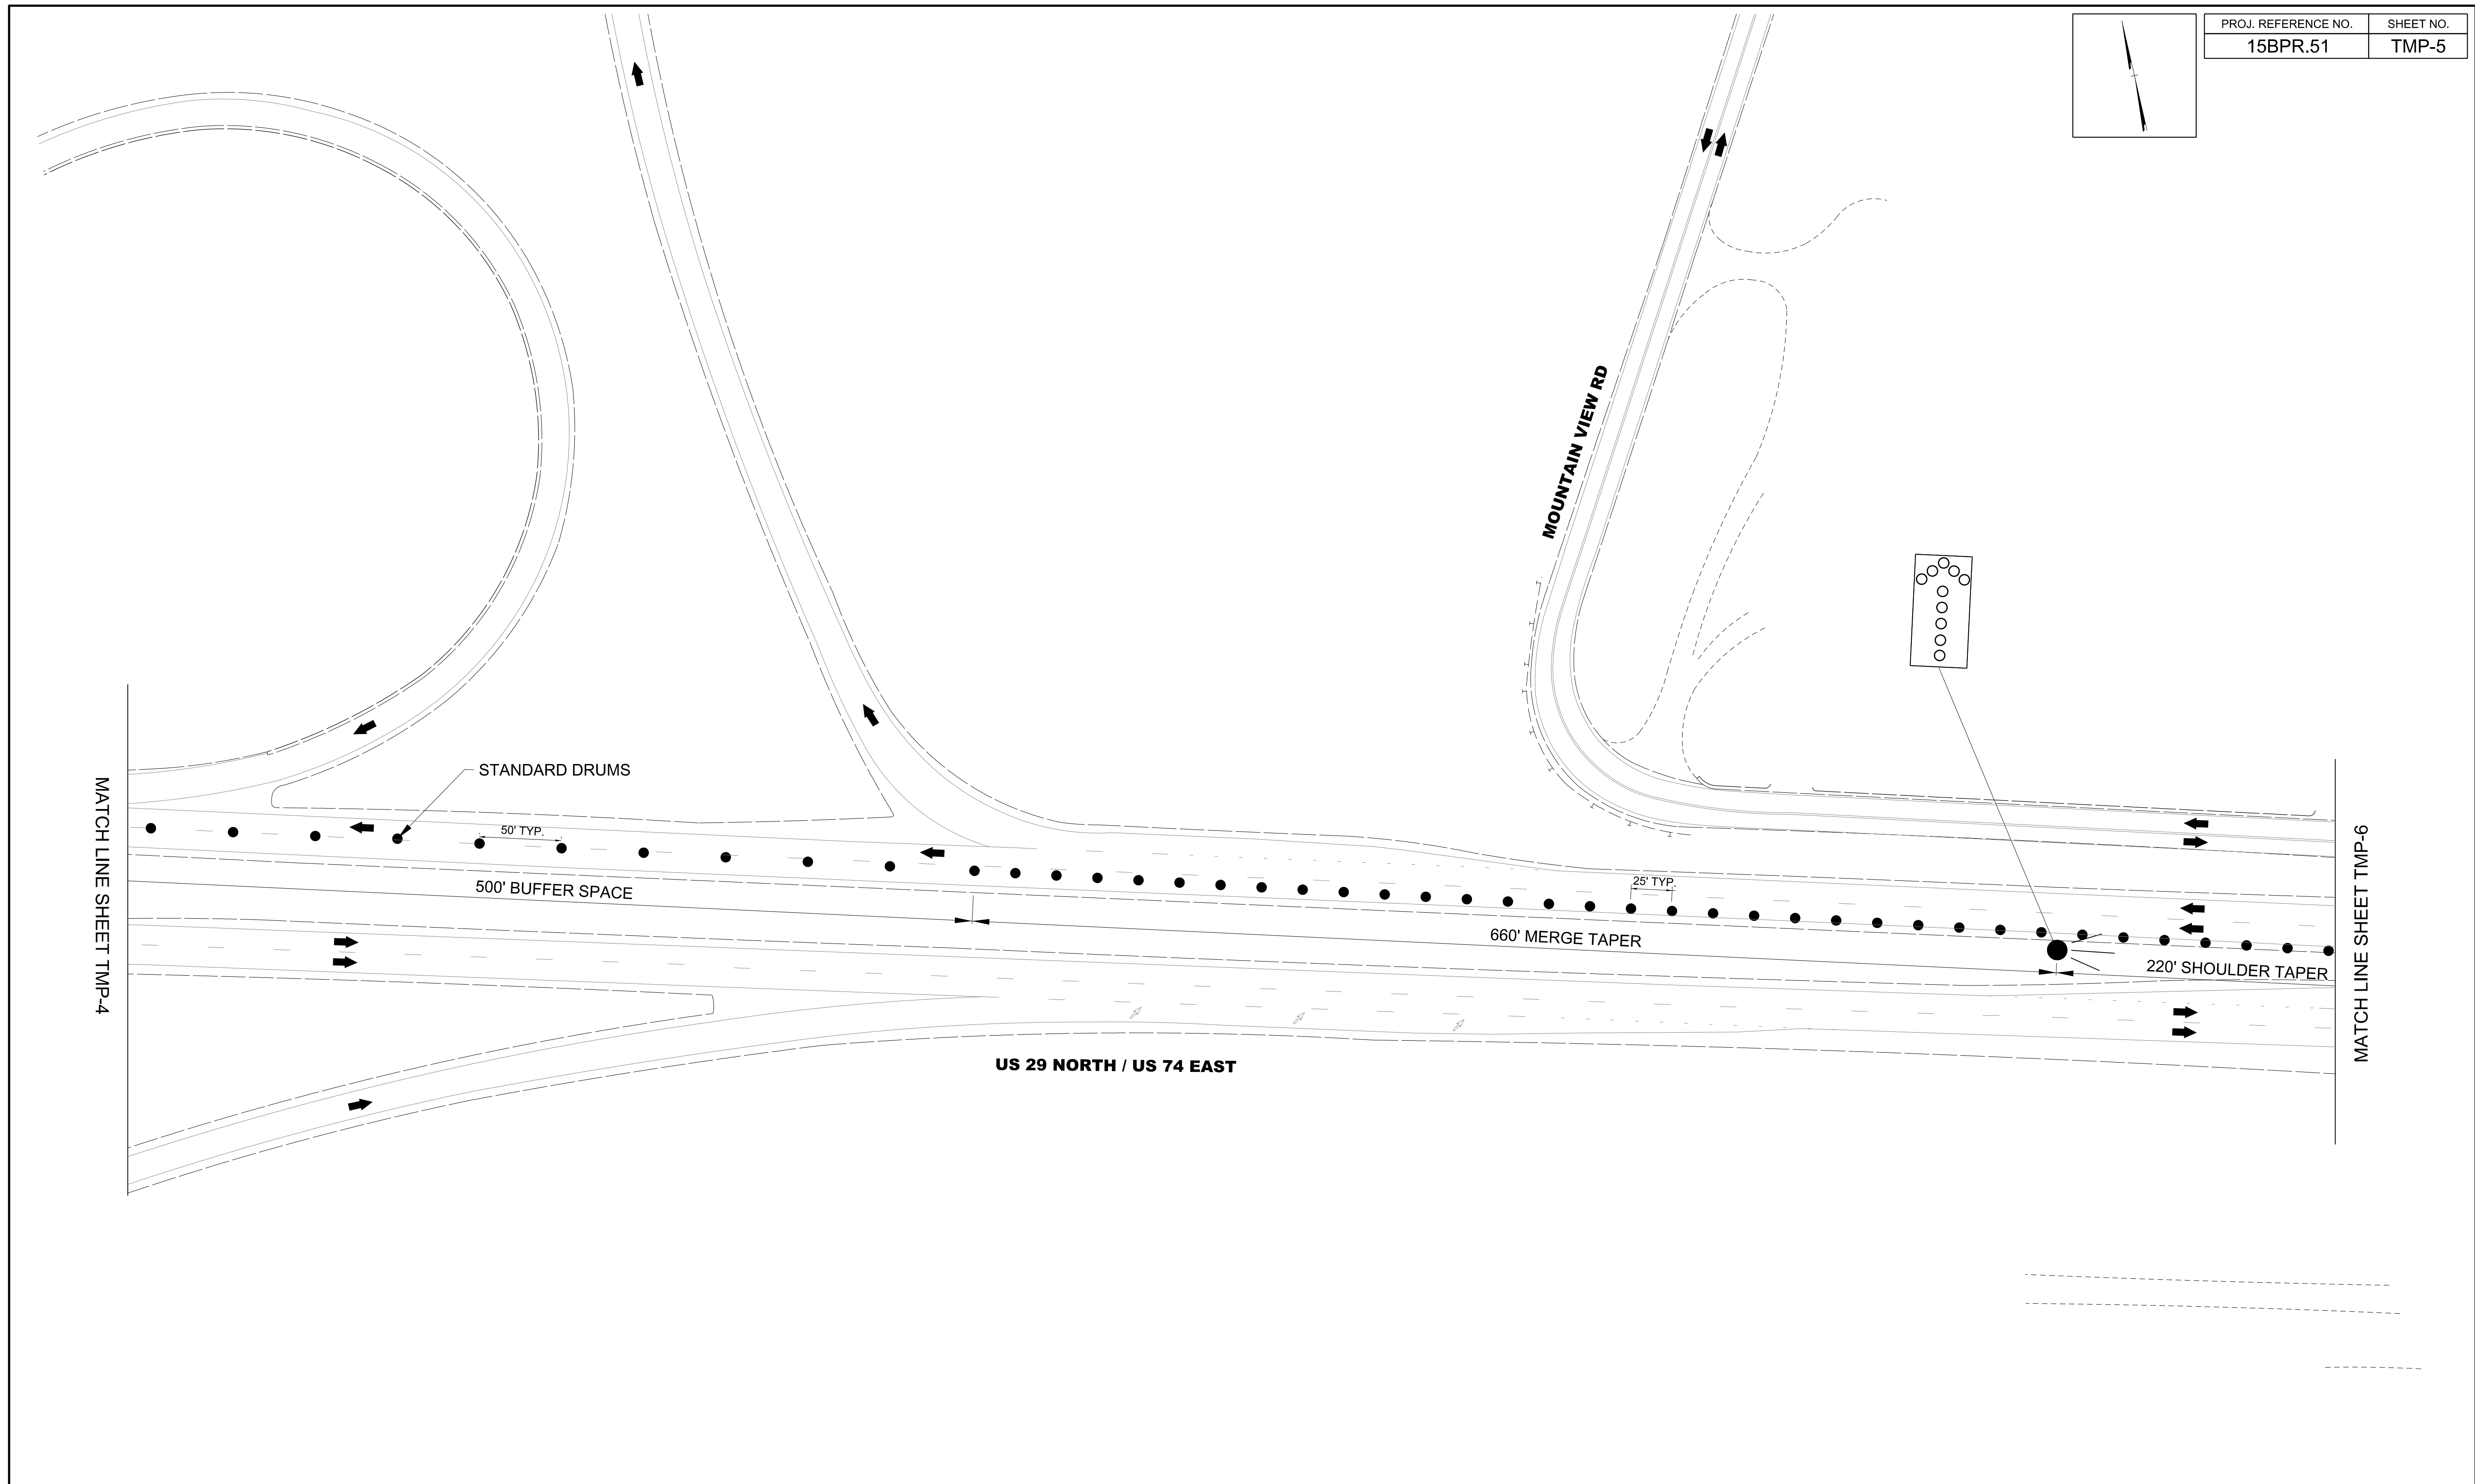 PROJ. REFERENCE NO. SHEET NO.
15BPR.51 TMP-5
MOUNTAIN VIEW RD
STANDARD DRUMS
50' TYP.
25' TYP.
500' BUFFER SPACE
660' MERGE TAPER
220' SHOULDER TAPER
MATCH LINE SHEET TMP-4
MATCH LINE SHEET TMP-6
US 29 NORTH / US 74 EAST